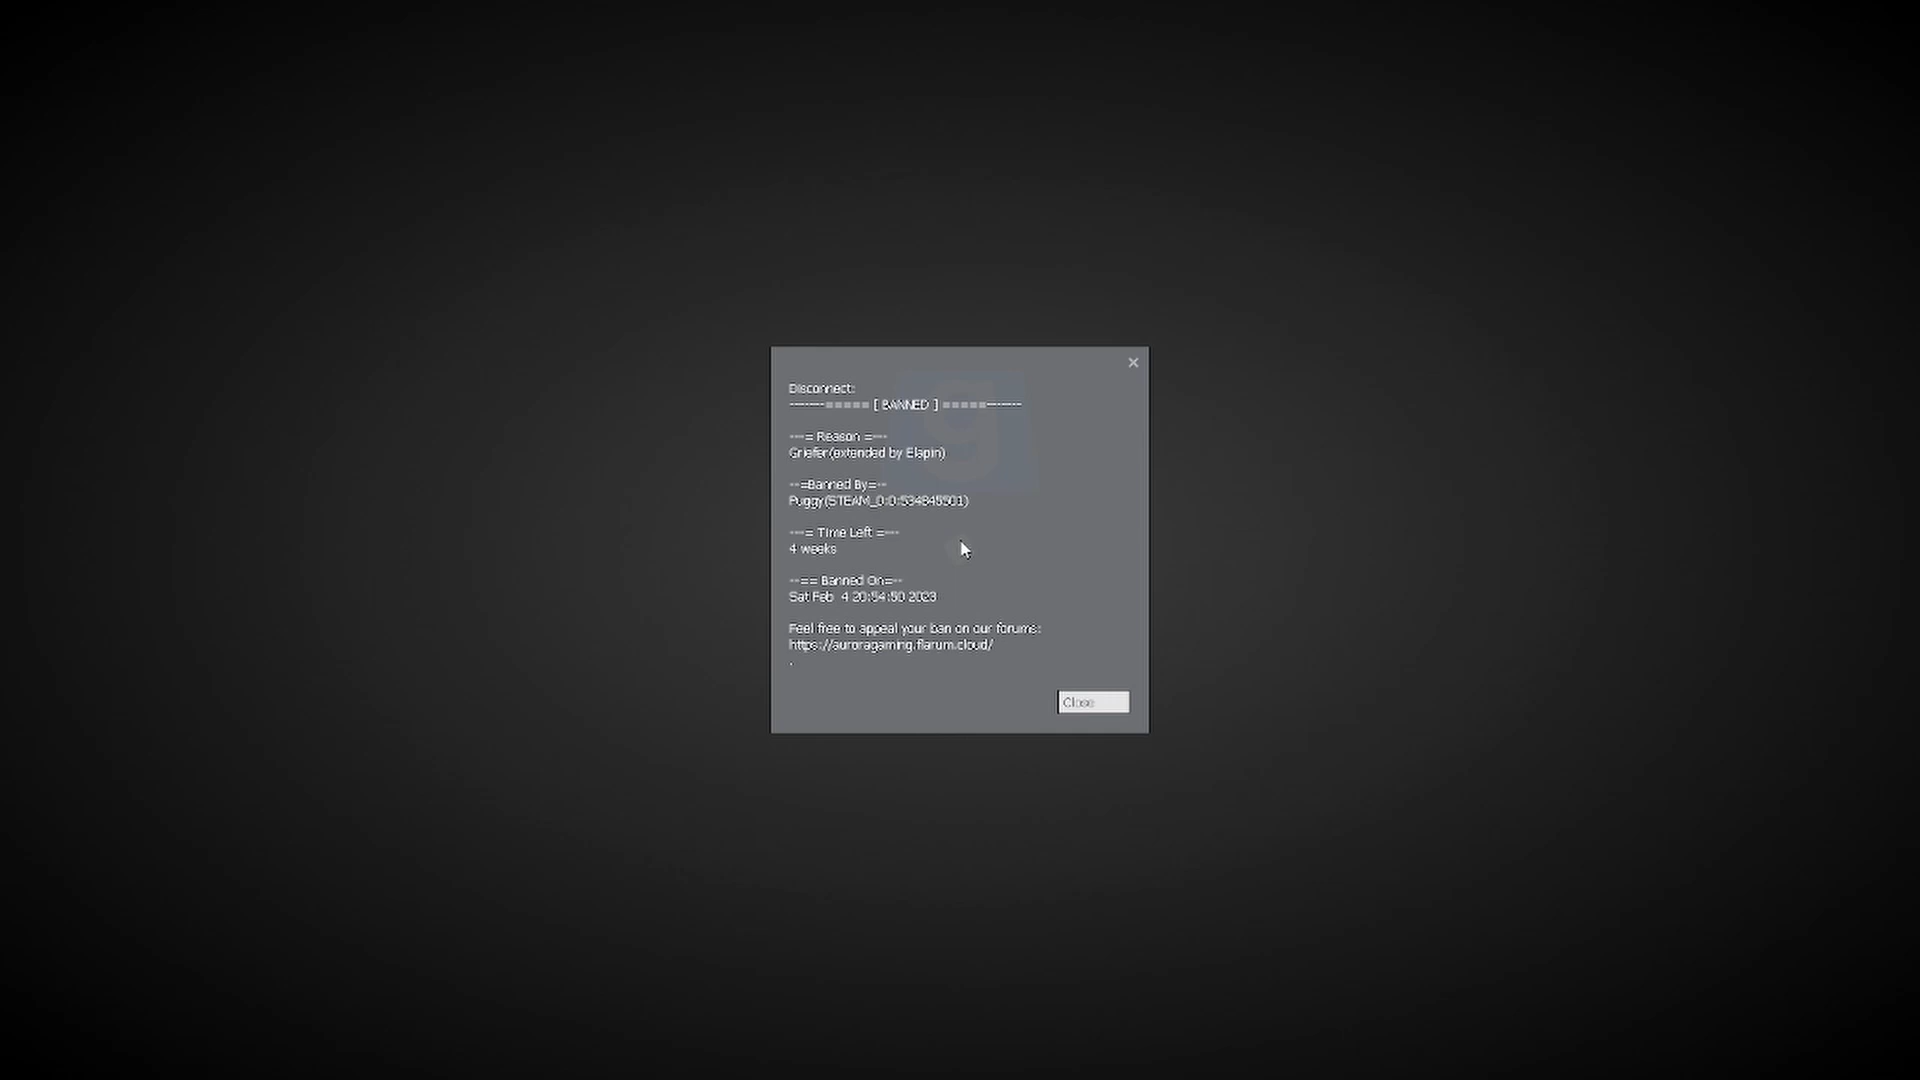 Disconnect:
-------===== [ BANNED ] =====-------
---= Reason =---
Griefer(extended by Elapin)
--=Banned By=--
Puggy(STEAM_0:0:534845501)
---= Time Left =---
4 weeks
--== Banned On=--
Sat Feb 4 20:54:50 2023
Feel free to appeal your ban on our forums:
https://auroragaming.flarum.cloud/
.
Close